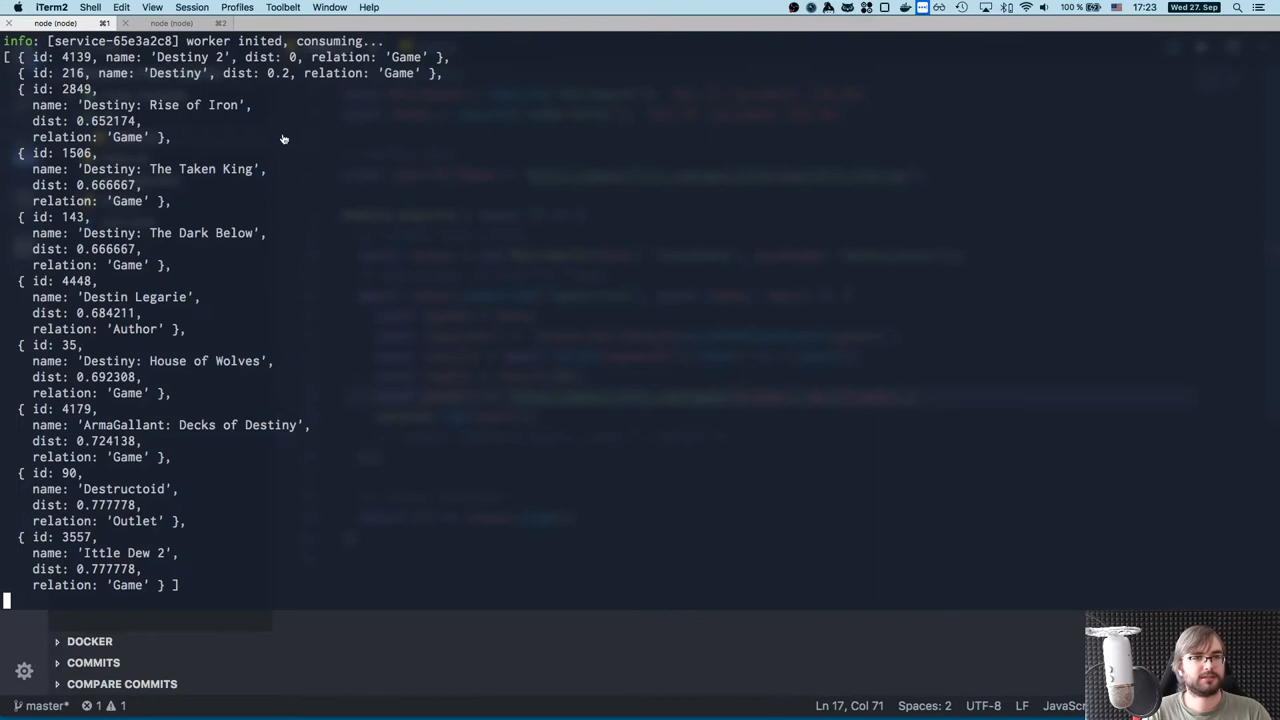 iTerm2 Shell Edit View Session Profiles Toolbelt Window Help 100 % 17:23 Wed 27. Sep
node (node) ⌘1 node (node) ⌘2
info: [service-65e3a2c8] worker inited, consuming...
[ { id: 4139, name: 'Destiny 2', dist: 0, relation: 'Game' },
{ id: 216, name: 'Destiny', dist: 0.2, relation: 'Game' },
{ id: 2849,
name: 'Destiny: Rise of Iron',
dist: 0.652174,
relation: 'Game' },
{ id: 1506,
name: 'Destiny: The Taken King',
dist: 0.666667,
relation: 'Game' },
{ id: 143,
name: 'Destiny: The Dark Below',
dist: 0.666667,
relation: 'Game' },
{ id: 4448,
name: 'Destin Legarie',
dist: 0.684211,
relation: 'Author' },
{ id: 35,
name: 'Destiny: House of Wolves',
dist: 0.692308,
relation: 'Game' },
{ id: 4179,
name: 'ArmaGallant: Decks of Destiny',
dist: 0.724138,
relation: 'Game' },
{ id: 90,
name: 'Destructoid',
dist: 0.777778,
relation: 'Outlet' },
{ id: 3557,
name: 'Ittle Dew 2',
dist: 0.777778,
relation: 'Game' } ]
DOCKER
COMMITS
COMPARE COMMITS
master* 1 1 Ln 17, Col 71 Spaces: 2 UTF-8 LF